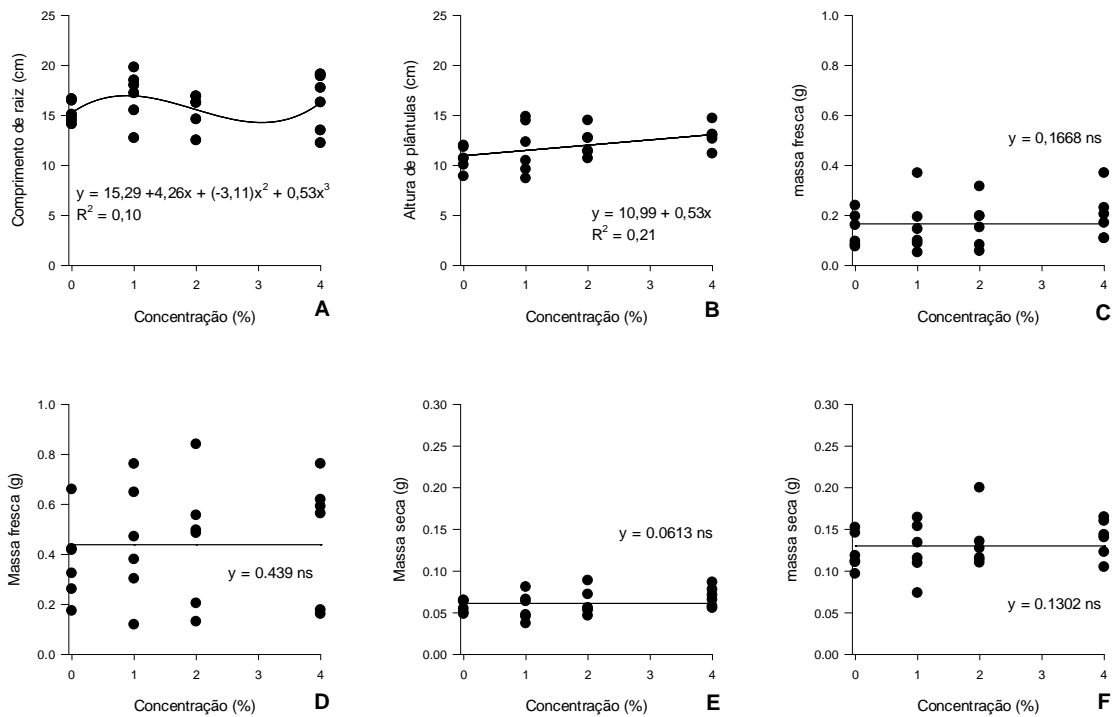 Comprimento de raiz (cm)
25
20
15
10
5
0
y = 15,29 +4,26x + (-3,11)x² + 0,53x³
R² = 0,10
0 1 2 3 4
Concentração (%)
A
Altura de plântulas (cm)
25
20
15
10
5
0
y = 10,99 + 0,53x
R² = 0,21
0 1 2 3 4
Concentração (%)
B
massa fresca (g)
1.0
0.8
0.6
0.4
0.2
0.0
y = 0,1668 ns
0 1 2 3 4
Concentração (%)
C
Massa fresca (g)
1.0
0.8
0.6
0.4
0.2
0.0
y = 0.439 ns
0 1 2 3 4
Concentração (%)
D
Massa seca (g)
0.30
0.25
0.20
0.15
0.10
0.05
0.00
y = 0.0613 ns
0 1 2 3 4
Concentração (%)
E
massa seca (g)
0.30
0.25
0.20
0.15
0.10
0.05
0.00
y = 0.1302 ns
0 1 2 3 4
Concentração (%)
F